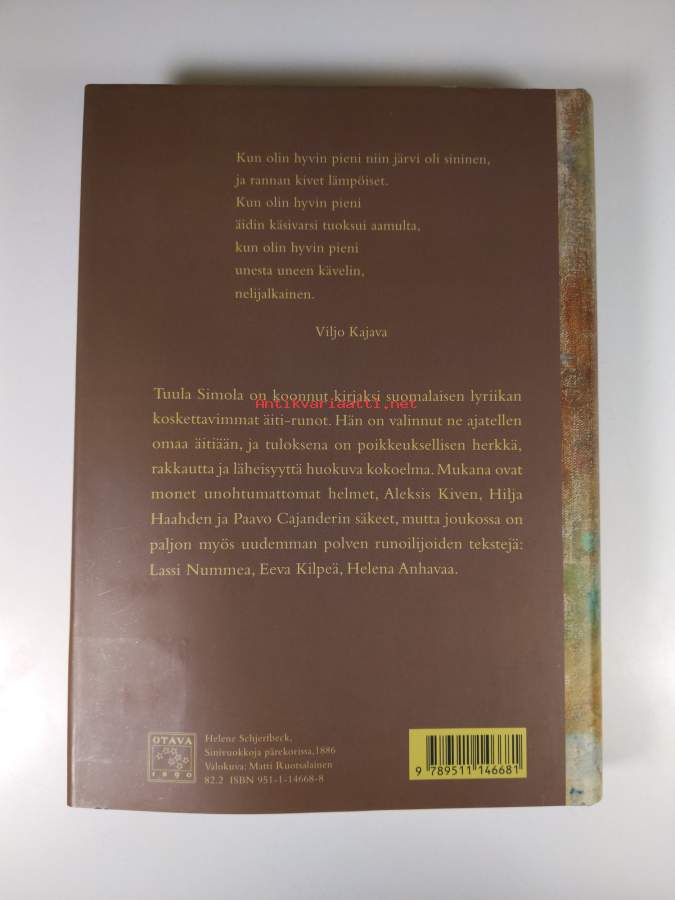 Kun olin hyvin pieni niin järvi oli sininen,
ja rannan kivet lämpöiset.
Kun olin hyvin pieni
äidin käsivarsi tuoksui aamulta,
kun olin hyvin pieni
unesta uneen kävelin,
nelijalkainen.
Viljo Kajava
Tuula Simola on koonnut kirjaksi suomalaisen lyriikan
antikvariaatti.net
koskettavimmat äiti-runot. Hän on valinnut ne ajatellen
omaa äitiään, ja tuloksena on poikkeuksellisen herkkä,
rakkautta ja läheisyyttä huokuva kokoelma. Mukana ovat
monet unohtumattomat helmet, Aleksis Kiven, Hilja
Haahden ja Paavo Cajanderin säkeet, mutta joukossa on
paljon myös uudemman polven runoilijoiden tekstejä:
Lassi Nummea, Eeva Kilpeä, Helena Anhavaa.
OTAVA
1890
Helene Schjerfbeck,
Sinivuokkoja pärekorissa,1886
Valokuva: Matti Ruotsalainen
82.2 ISBN 951-1-14668-8
9 789511 146681